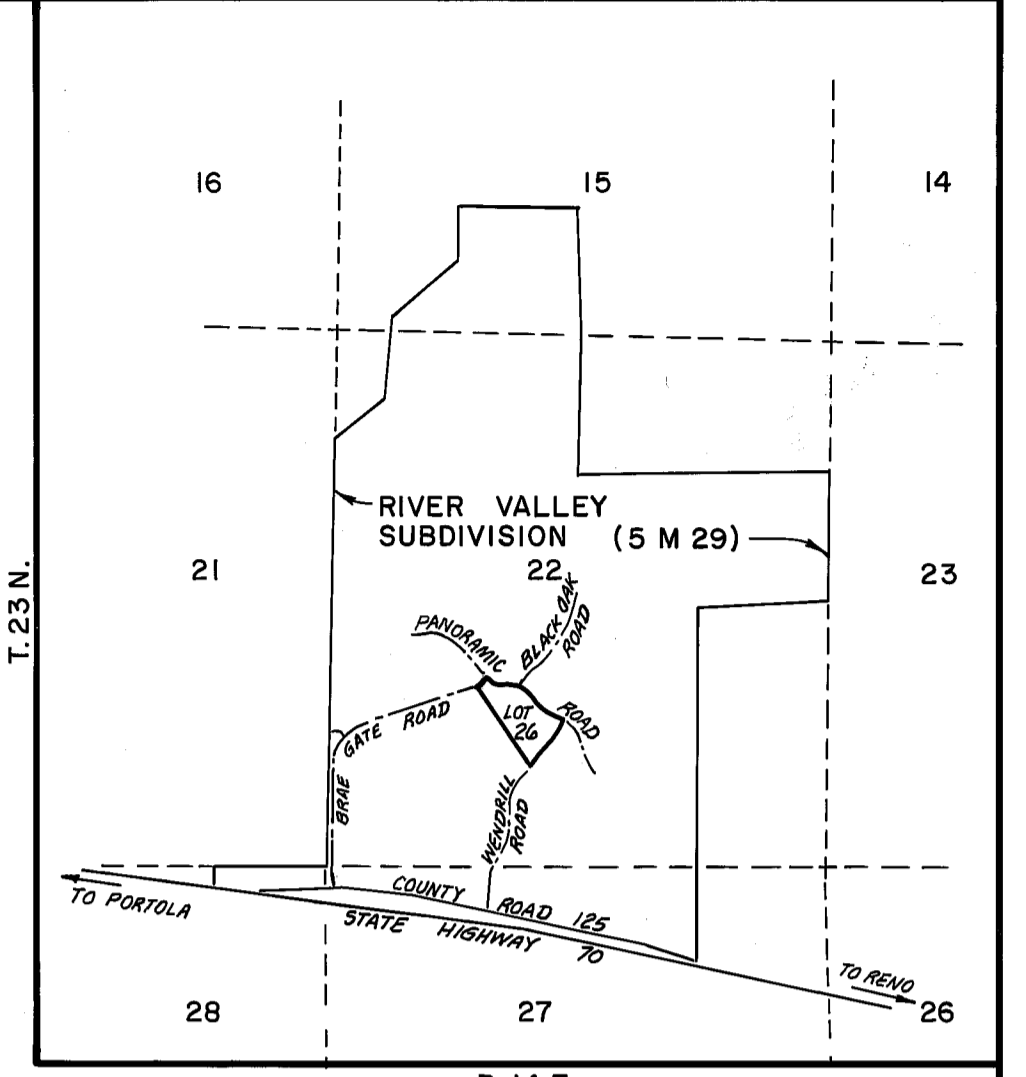 16
15
14
T. 23 N.
RIVER VALLEY
SUBDIVISION (5 M 29)
21
22
23
PANORAMIC
ROAD
BLACK OAK
ROAD
LOT
26
BRAE
GATE ROAD
WENDRILL
ROAD
COUNTY ROAD 125
STATE HIGHWAY 70
TO PORTOLA
TO RENO
28
27
26